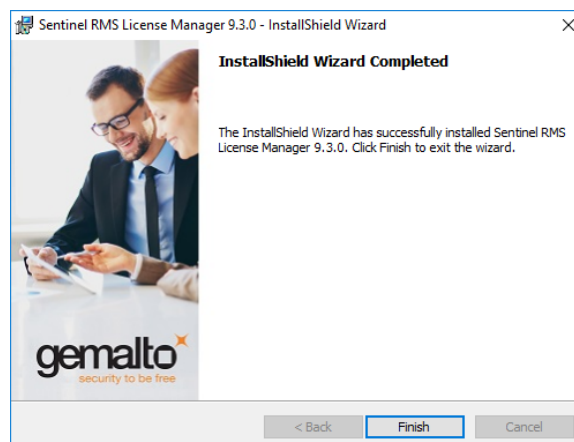 Sentinel RMS License Manager 9.3.0 - InstallShield Wizard
InstallShield Wizard Completed
The InstallShield Wizard has successfully installed Sentinel RMS
License Manager 9.3.0. Click Finish to exit the wizard.
gemalto
security to be free
< Back
Finish
Cancel